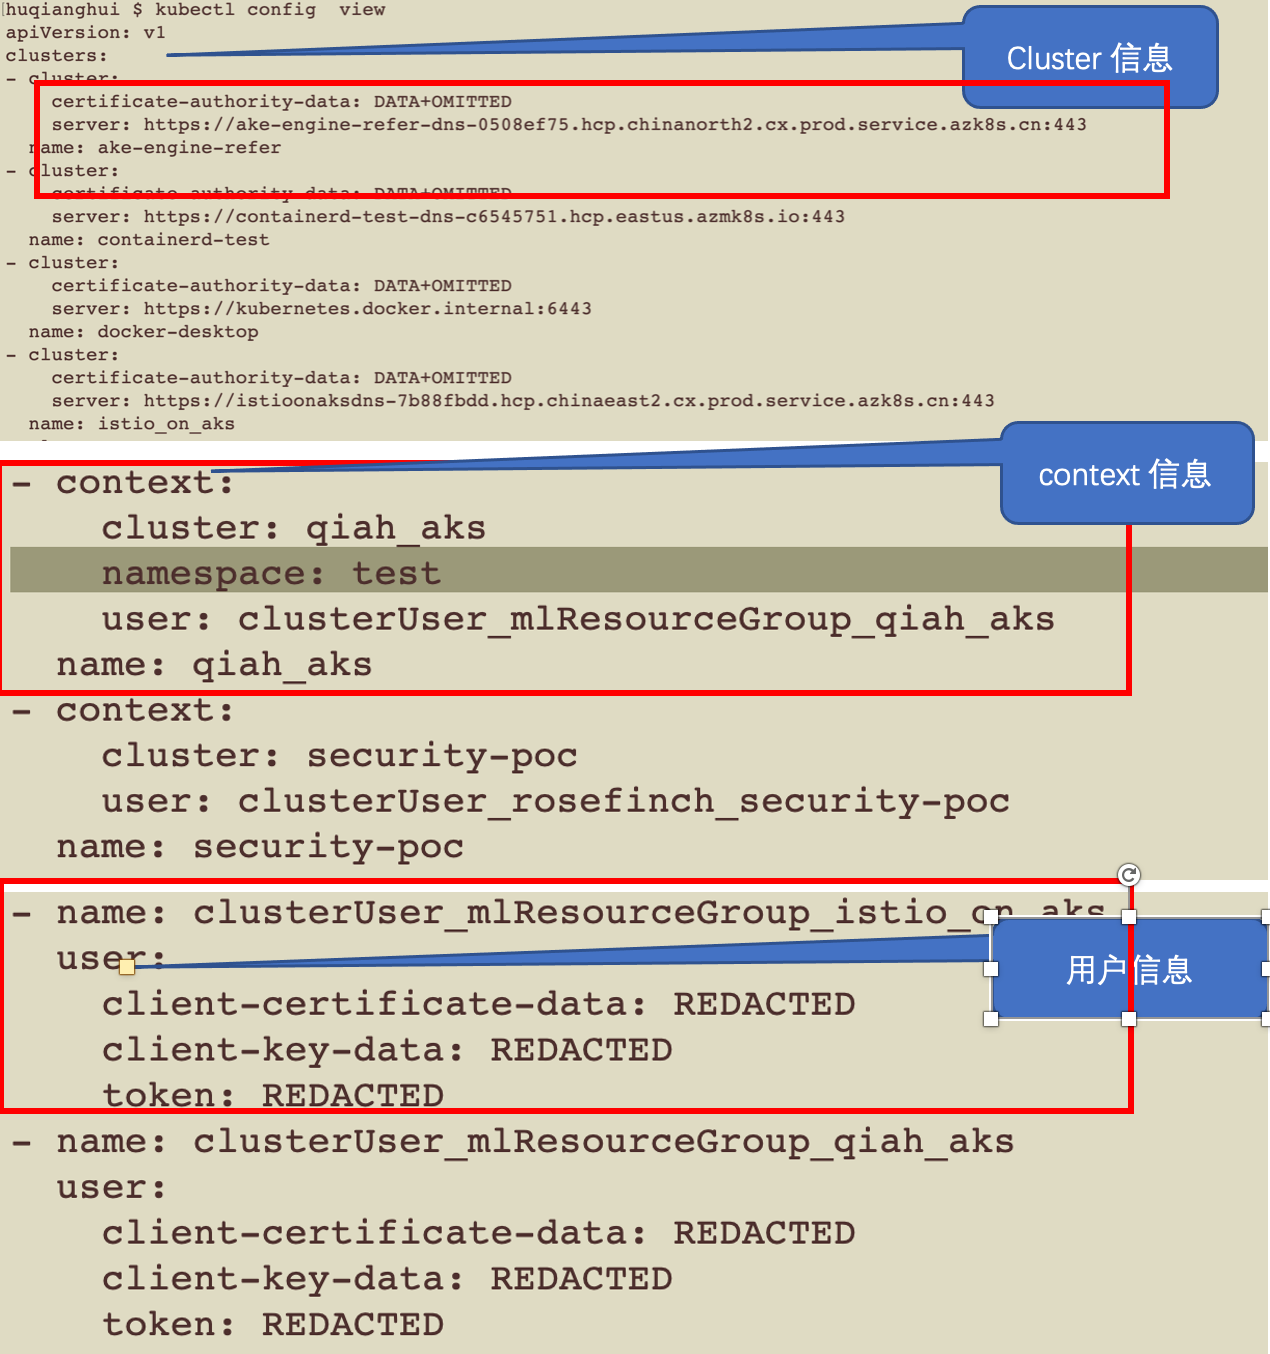 huqianghui $ kubectl config  view
apiVersion: v1
clusters:
Cluster 信息
- cluster:
    certificate-authority-data: DATA+OMITTED
    server: https://ake-engine-refer-dns-0508ef75.hcp.chinanorth2.cx.prod.service.azk8s.cn:443
  name: ake-engine-refer
- cluster:
    certificate-authority-data: DATA+OMITTED
    server: https://containerd-test-dns-c6545751.hcp.eastus.azmk8s.io:443
  name: containerd-test
- cluster:
    certificate-authority-data: DATA+OMITTED
    server: https://kubernetes.docker.internal:6443
  name: docker-desktop
- cluster:
    certificate-authority-data: DATA+OMITTED
    server: https://istioonaksdns-7b88fbdd.hcp.chinaeast2.cx.prod.service.azk8s.cn:443
  name: istio_on_aks
context 信息
- context:
    cluster: qiah_aks
    namespace: test
    user: clusterUser_mlResourceGroup_qiah_aks
  name: qiah_aks
- context:
    cluster: security-poc
    user: clusterUser_rosefinch_security-poc
  name: security-poc
- name: clusterUser_mlResourceGroup_istio_on_aks
  user:
用户信息
    client-certificate-data: REDACTED
    client-key-data: REDACTED
    token: REDACTED
- name: clusterUser_mlResourceGroup_qiah_aks
  user:
    client-certificate-data: REDACTED
    client-key-data: REDACTED
    token: REDACTED